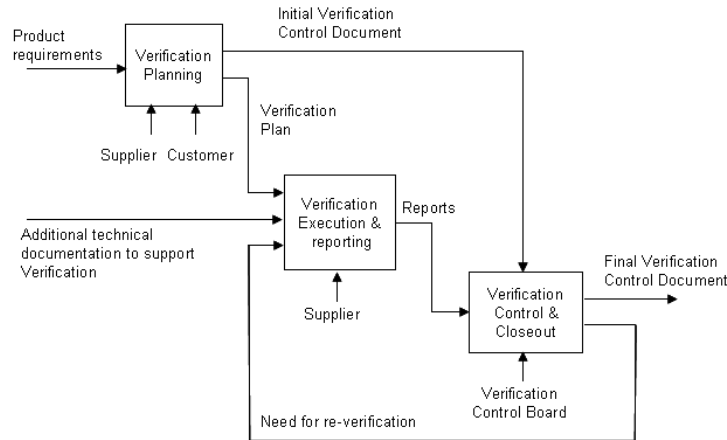 Initial Verification
Control Document
Product
requirements
Verification
Planning
Verification
Plan
Supplier
Customer
Verification
Execution &
reporting
Reports
Additional technical
documentation to support
Verification
Final Verification
Control Document
Verification
Control &
Closeout
Supplier
Verification
Control Board
Need for re-verification